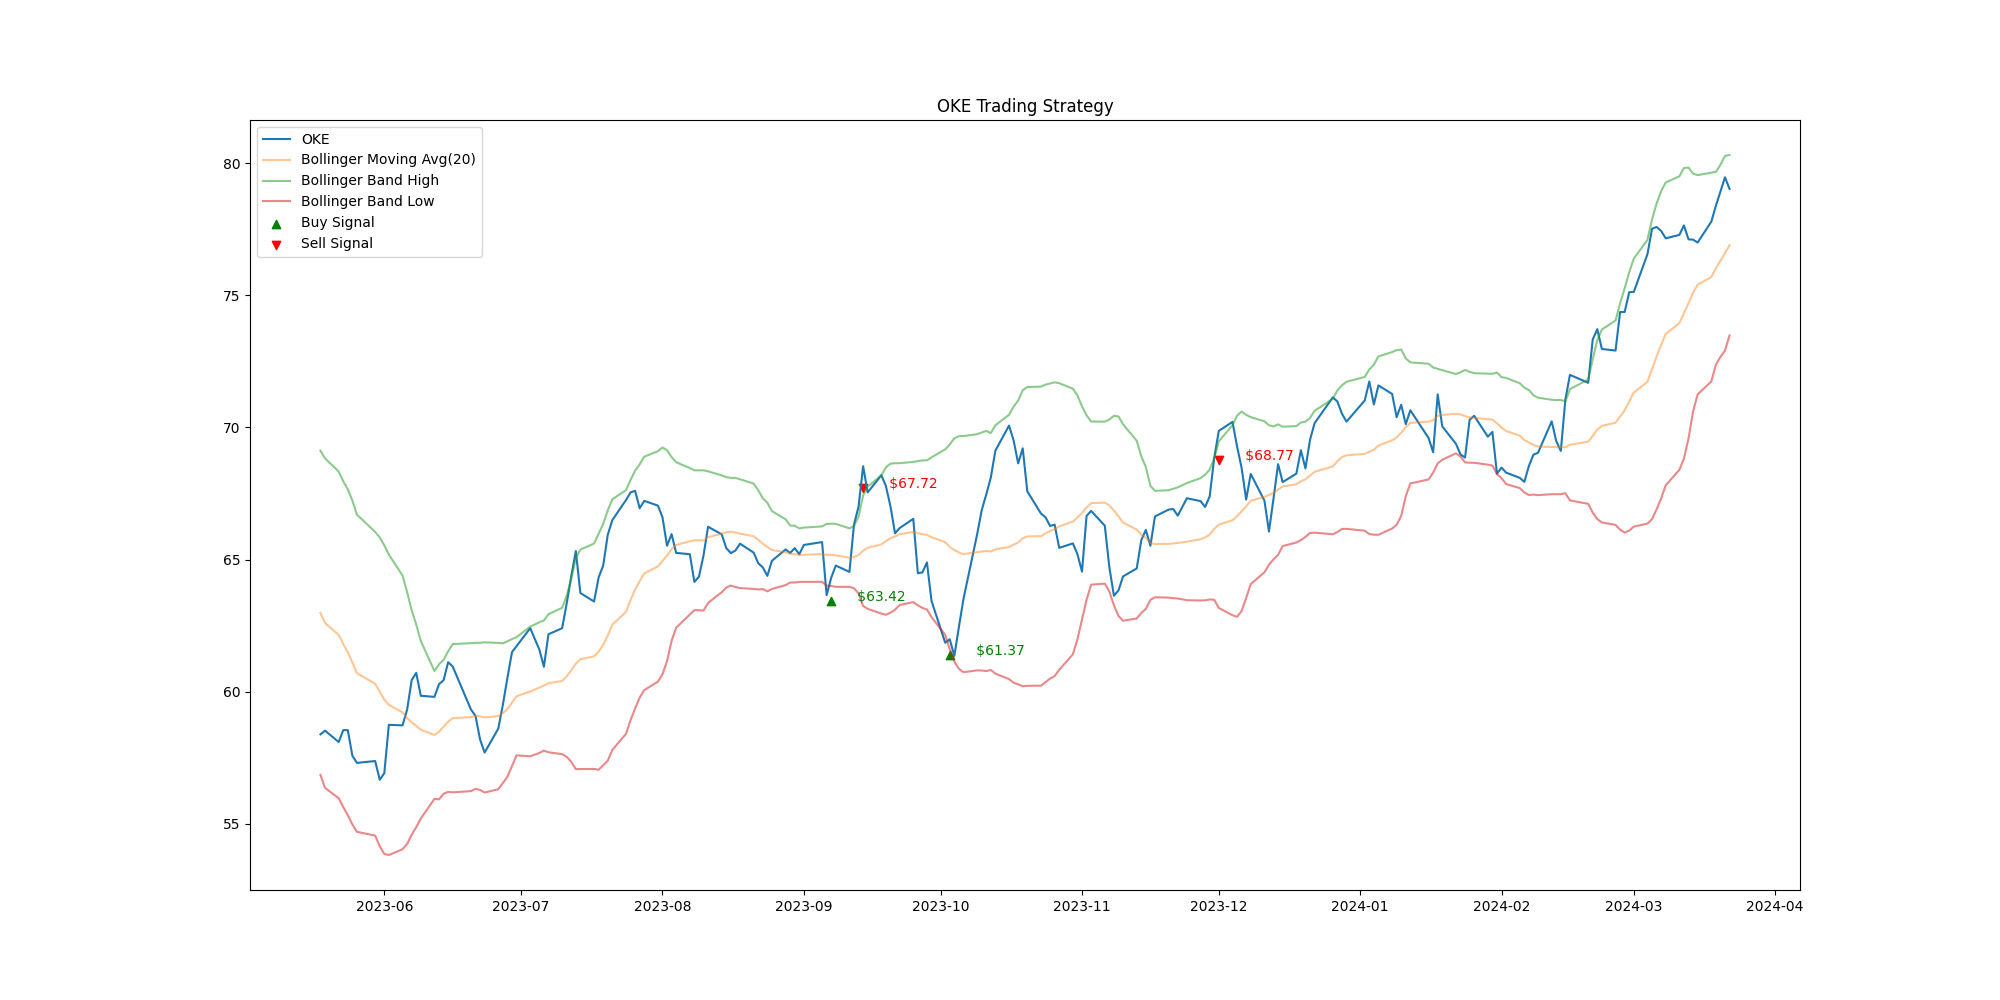 OKE Trading Strategy
OKE
Bollinger Moving Avg(20)
Bollinger Band High
Bollinger Band Low
Buy Signal
Sell Signal
80
75
70
65
60
55
$67.72
$68.77
$63.42
$61.37
2023-06 2023-07 2023-08 2023-09 2023-10 2023-11 2023-12 2024-01 2024-02 2024-03 2024-04